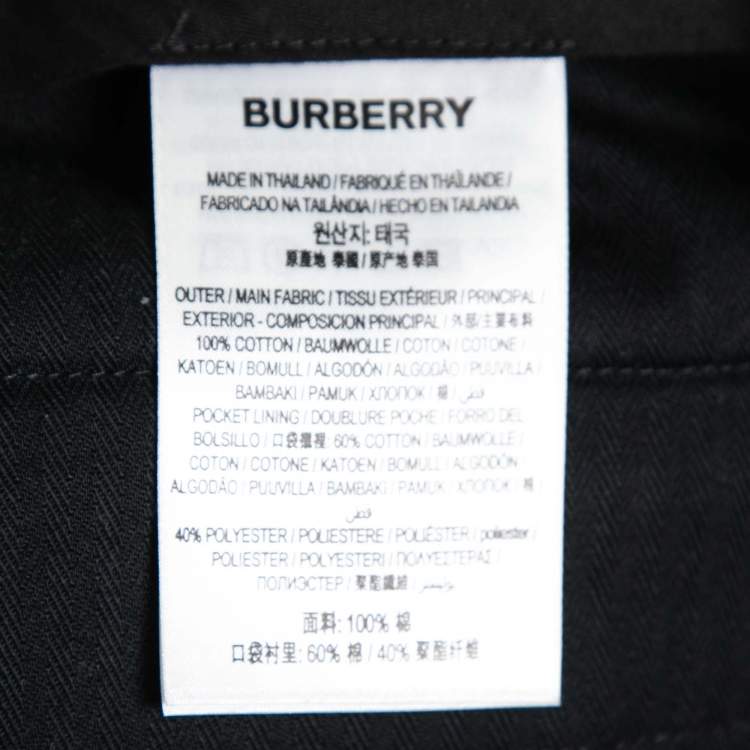 BURBERRY
MADE IN THAILAND / FABRIQUÉ EN THAÏLANDE /
FABRICADO NA TAILÂNDIA / HECHO EN TAILANDIA
원산지: 태국
原產地 泰國 / 原产地 泰国
OUTER / MAIN FABRIC / TISSU EXTÉRIEUR / PRINCIPAL /
EXTERIOR - COMPOSICION PRINCIPAL / 外部/主要布料
100% COTTON / BAUMWOLLE / COTON / COTONE /
KATOEN / BOMULL / ALGODÓN / ALGODÃO / PUUVILLA /
BAMBAKI / PAMUK / ХЛОПОК / 棉 / قطن
POCKET LINING / DOUBLURE POCHE / FORRO DEL
BOLSILLO / 口袋襯裡: 60% COTTON / BAUMWOLLE /
COTON / COTONE / KATOEN / BOMULL / ALGODÓN /
ALGODÃO / PUUVILLA / BAMBAKI / PAMUK / ХЛОПОК / 棉 /
قطن
40% POLYESTER / POLIESTERE / POLIÉSTER / poliester /
POLIESTER / POLYESTERI / ΠΟΛΥΕΣΤΕΡΑΣ /
ПОЛИЭСТЕР / 聚酯纖維 / بوليستر
面料: 100% 棉
口袋衬里: 60% 棉 / 40% 聚酯纤维